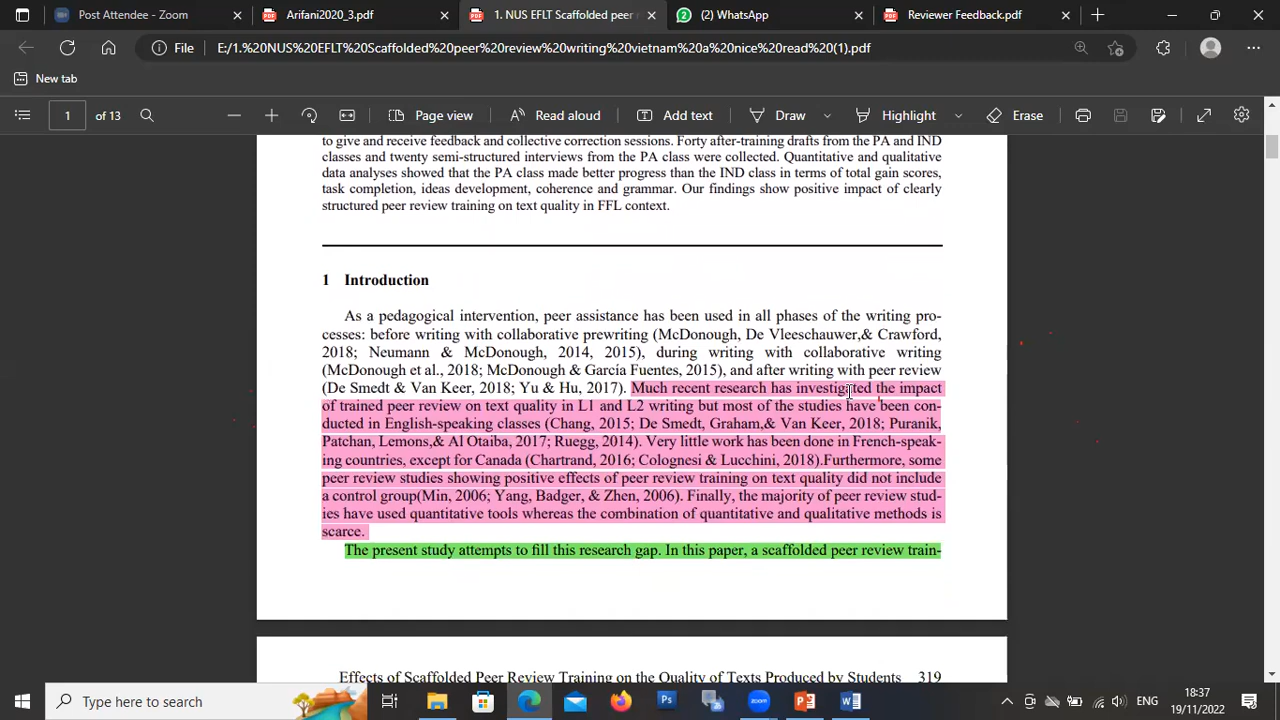 Post Attendee - Zoom
Arifani2020_3.pdf
1. NUS EFLT Scaffolded peer
(2) WhatsApp
Reviewer Feedback.pdf
File
E:/1.%20NUS%20EFLT%20Scaffolded%20peer%20review%20writing%20vietnam%20a%20nice%20read%20(1).pdf
New tab
1
of 13
Page view
Read aloud
Add text
Draw
Highlight
Erase
to give and receive feedback and collective correction sessions. Forty after-training drafts from the PA and IND
classes and twenty semi-structured interviews from the PA class were collected. Quantitative and qualitative
data analyses showed that the PA class made better progress than the IND class in terms of total gain scores,
task completion, ideas development, coherence and grammar. Our findings show positive impact of clearly
structured peer review training on text quality in FFL context.
1 Introduction
As a pedagogical intervention, peer assistance has been used in all phases of the writing pro-
cesses: before writing with collaborative prewriting (McDonough, De Vleeschauwer,& Crawford,
2018; Neumann & McDonough, 2014, 2015), during writing with collaborative writing
(McDonough et al., 2018; McDonough & García Fuentes, 2015), and after writing with peer review
(De Smedt & Van Keer, 2018; Yu & Hu, 2017). Much recent research has investigated the impact
of trained peer review on text quality in L1 and L2 writing but most of the studies have been con-
ducted in English-speaking classes (Chang, 2015; De Smedt, Graham,& Van Keer, 2018; Puranik,
Patchan, Lemons,& Al Otaiba, 2017; Ruegg, 2014). Very little work has been done in French-speak-
ing countries, except for Canada (Chartrand, 2016; Colognesi & Lucchini, 2018).Furthermore, some
peer review studies showing positive effects of peer review training on text quality did not include
a control group(Min, 2006; Yang, Badger, & Zhen, 2006). Finally, the majority of peer review stud-
ies have used quantitative tools whereas the combination of quantitative and qualitative methods is
scarce.
The present study attempts to fill this research gap. In this paper, a scaffolded peer review train-
Effects of Scaffolded Peer Review Training on the Quality of Texts Produced by Students 319
Type here to search
ENG
18:37
19/11/2022